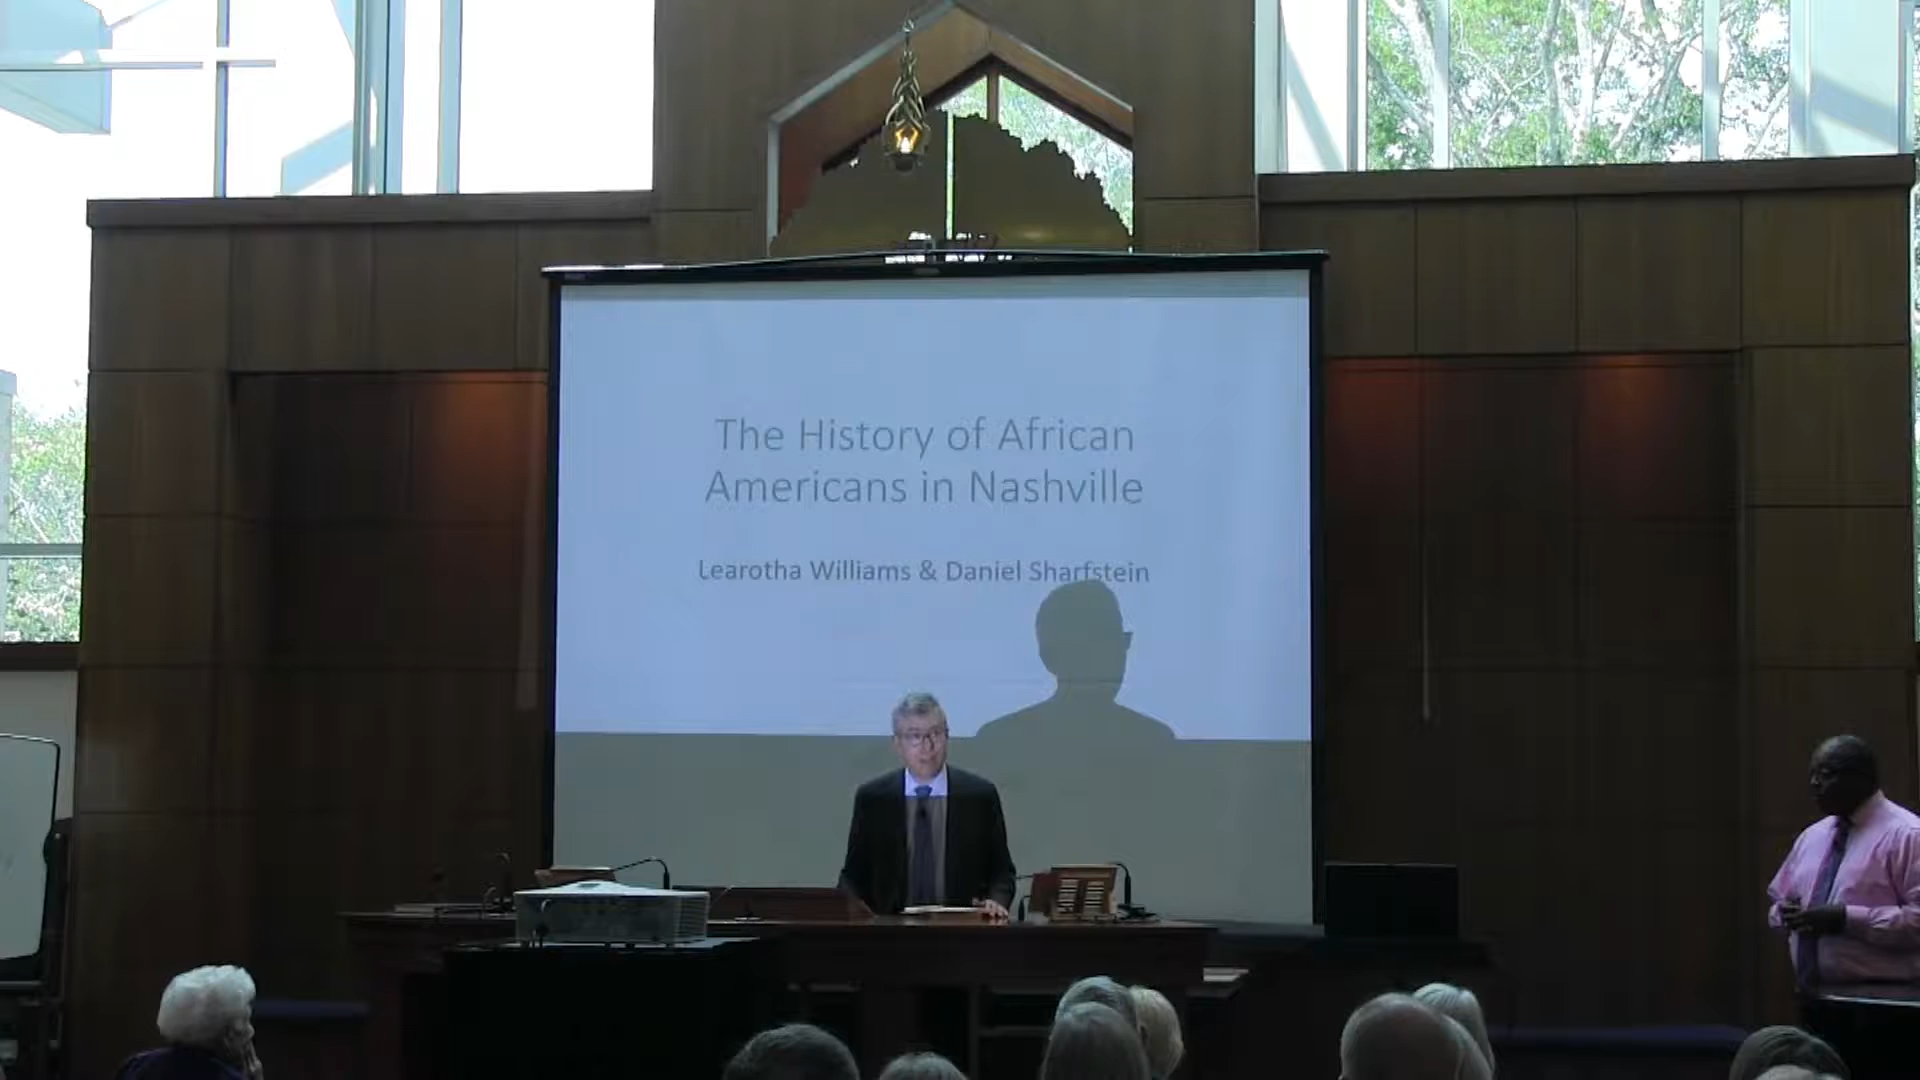 The History of African
Americans in Nashville
Learotha Williams & Daniel Sharfstein